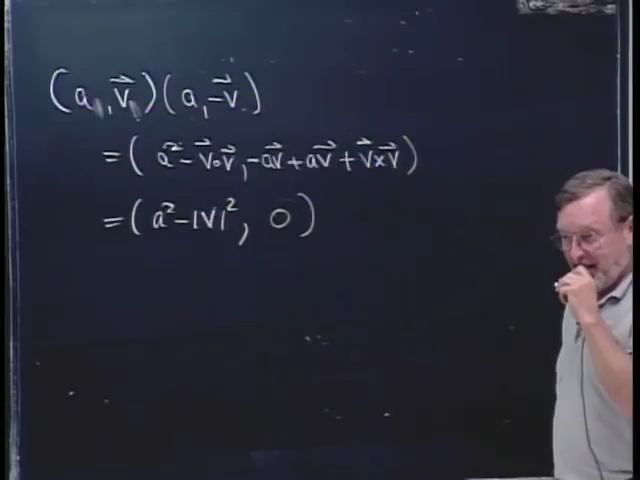 (a, v⃗)(a, -v⃗)
= (a² - v⃗·v⃗, -av⃗ + av⃗ + v⃗×v⃗)
= (a² - |v|², 0)